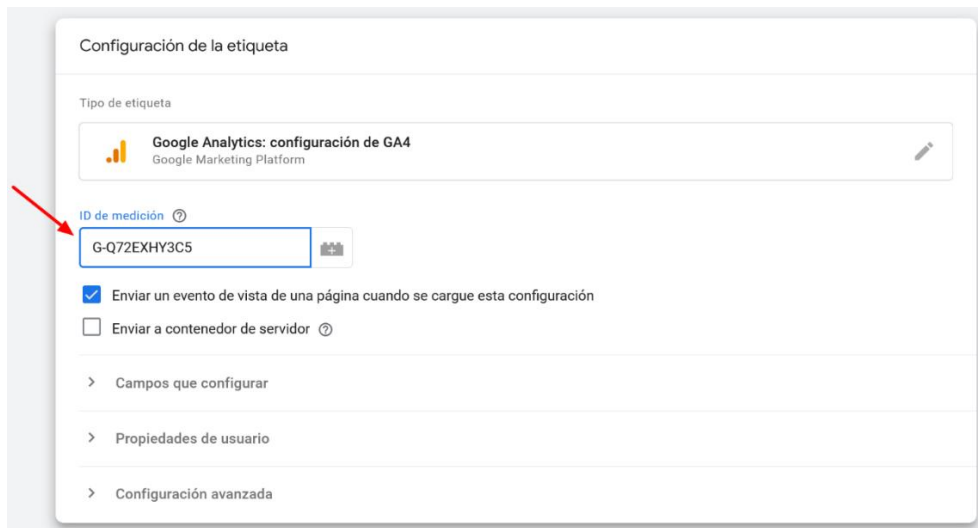 Configuración de la etiqueta
Tipo de etiqueta
Google Analytics: configuración de GA4
Google Marketing Platform
ID de medición
G-Q72EXHY3C5
Enviar un evento de vista de una página cuando se cargue esta configuración
Enviar a contenedor de servidor
Campos que configurar
Propiedades de usuario
Configuración avanzada